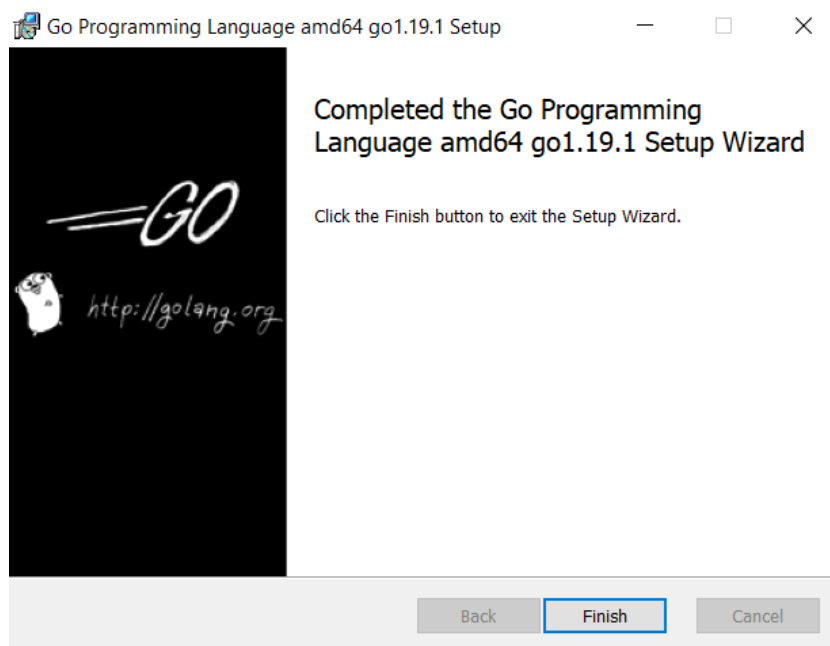 Go Programming Language amd64 go1.19.1 Setup
Completed the Go Programming
Language amd64 go1.19.1 Setup Wizard
Click the Finish button to exit the Setup Wizard.
GO
http://golang.org
Back
Finish
Cancel